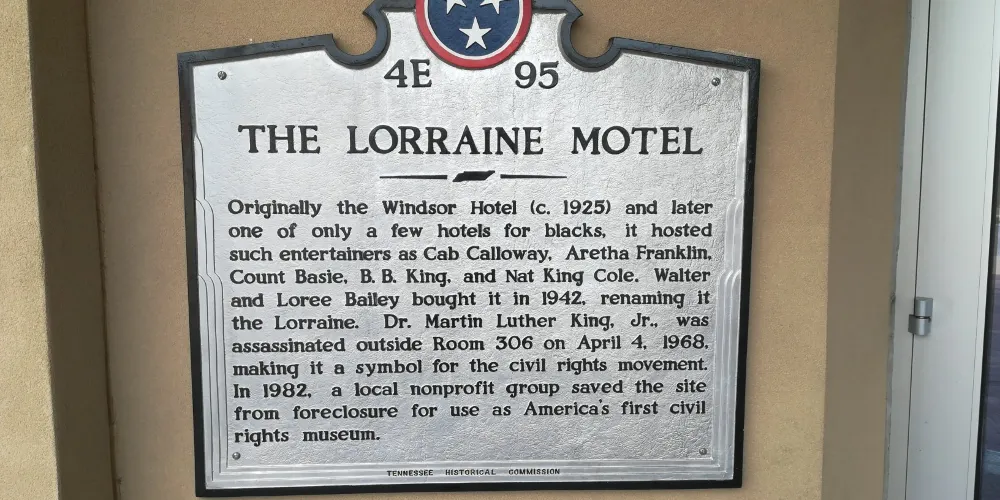 4E 95
THE LORRAINE MOTEL
Originally the Windsor Hotel (c. 1925) and later
one of only a few hotels for blacks, it hosted
such entertainers as Cab Calloway, Aretha Franklin,
Count Basie, B. B. King, and Nat King Cole. Walter
and Loree Bailey bought it in 1942, renaming it
the Lorraine. Dr. Martin Luther King, Jr., was
assassinated outside Room 306 on April 4, 1968,
making it a symbol for the civil rights movement.
In 1982, a local nonprofit group saved the site
from foreclosure for use as America's first civil
rights museum.
TENNESSEE HISTORICAL COMMISSION